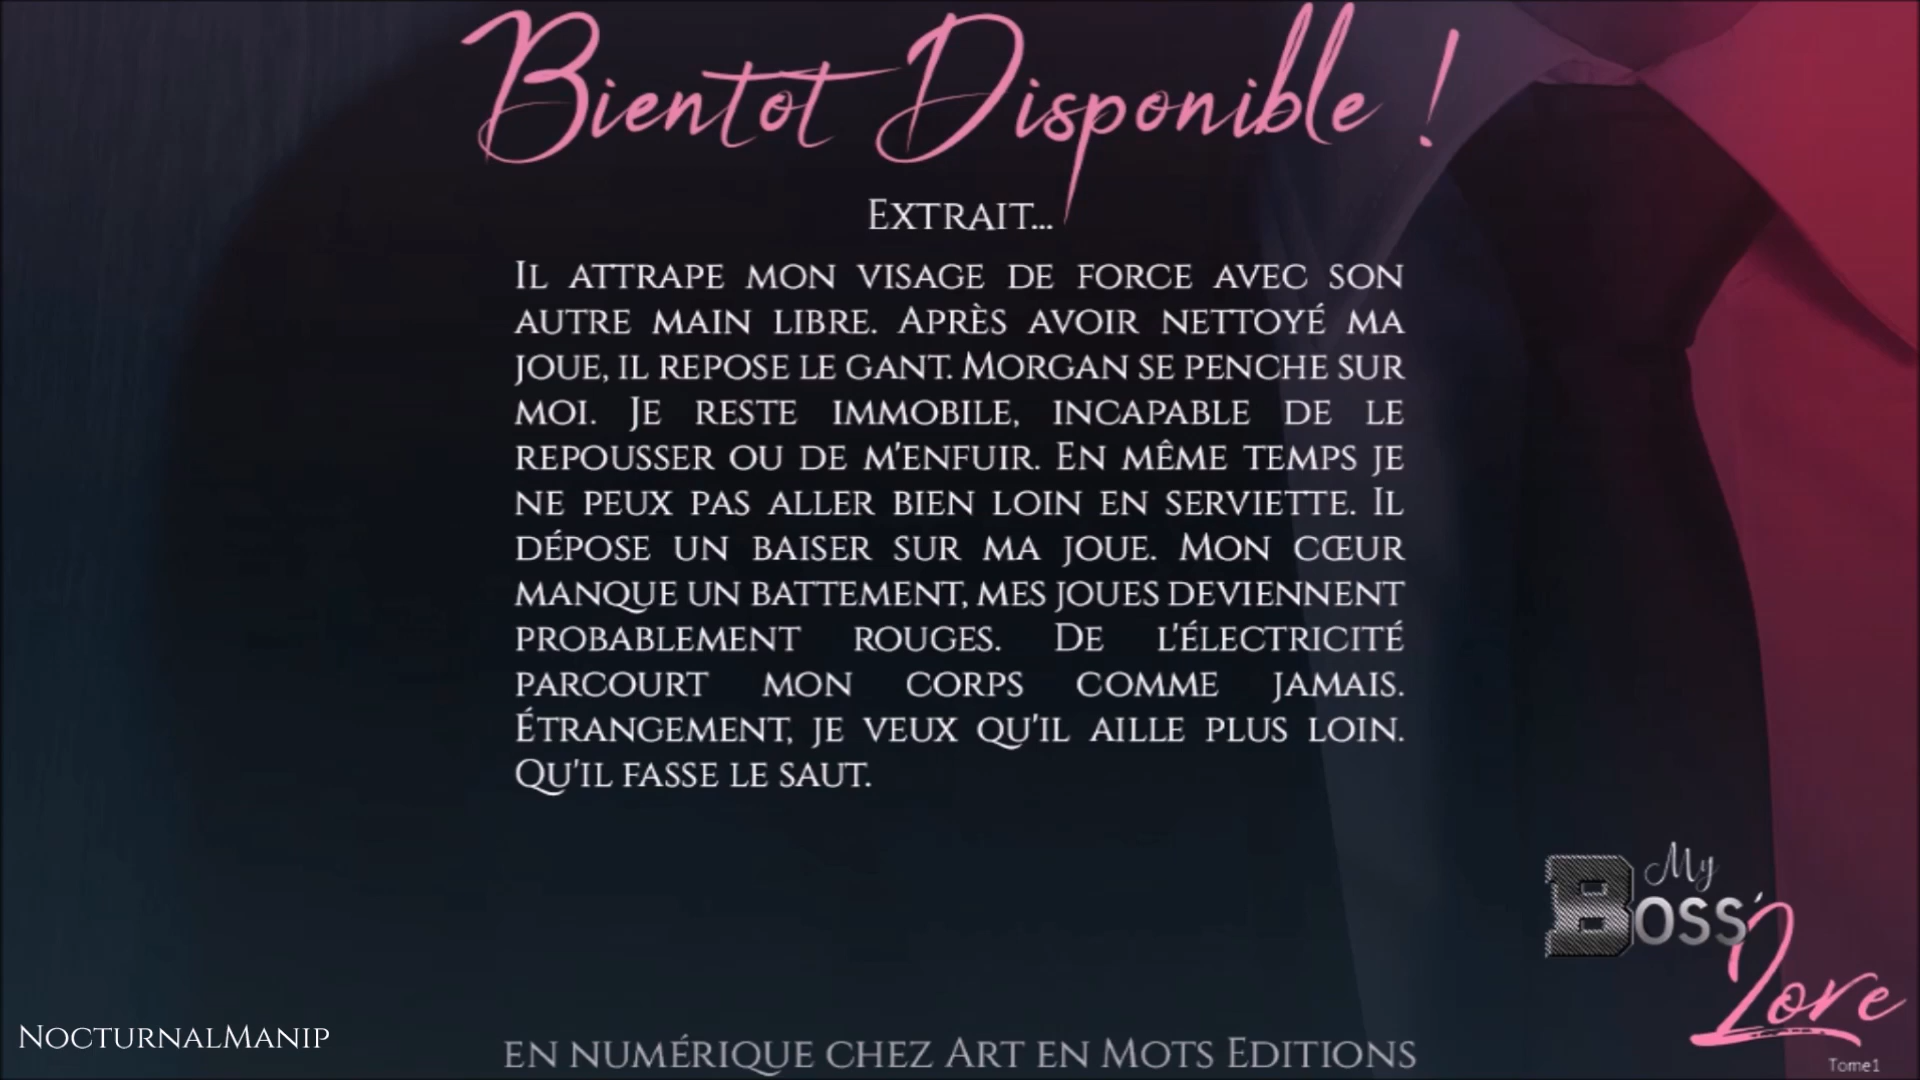 Bientot Disponible !
Extrait...
Il attrape mon visage de force avec son
autre main libre. Après avoir nettoyé ma
joue, il repose le gant. Morgan se penche sur
moi. Je reste immobile, incapable de le
repousser ou de m'enfuir. En même temps je
ne peux pas aller bien loin en serviette. Il
dépose un baiser sur ma joue. Mon cœur
manque un battement, mes joues deviennent
probablement rouges. De l'électricité
parcourt mon corps comme jamais.
Étrangement, je veux qu'il aille plus loin.
Qu'il fasse le saut.
My
Boss'
Love
Tome1
NocturnalManip
en numérique chez Art en Mots Editions